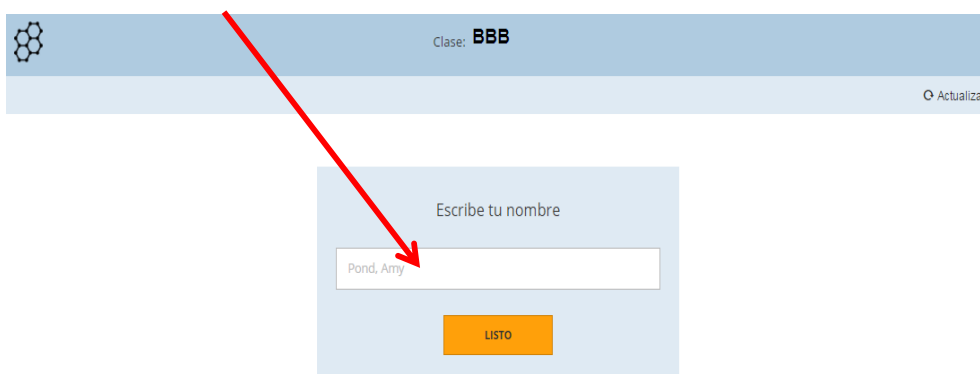 Clase: BBB
Actualiza
Escribe tu nombre
Pond, Amy
LISTO